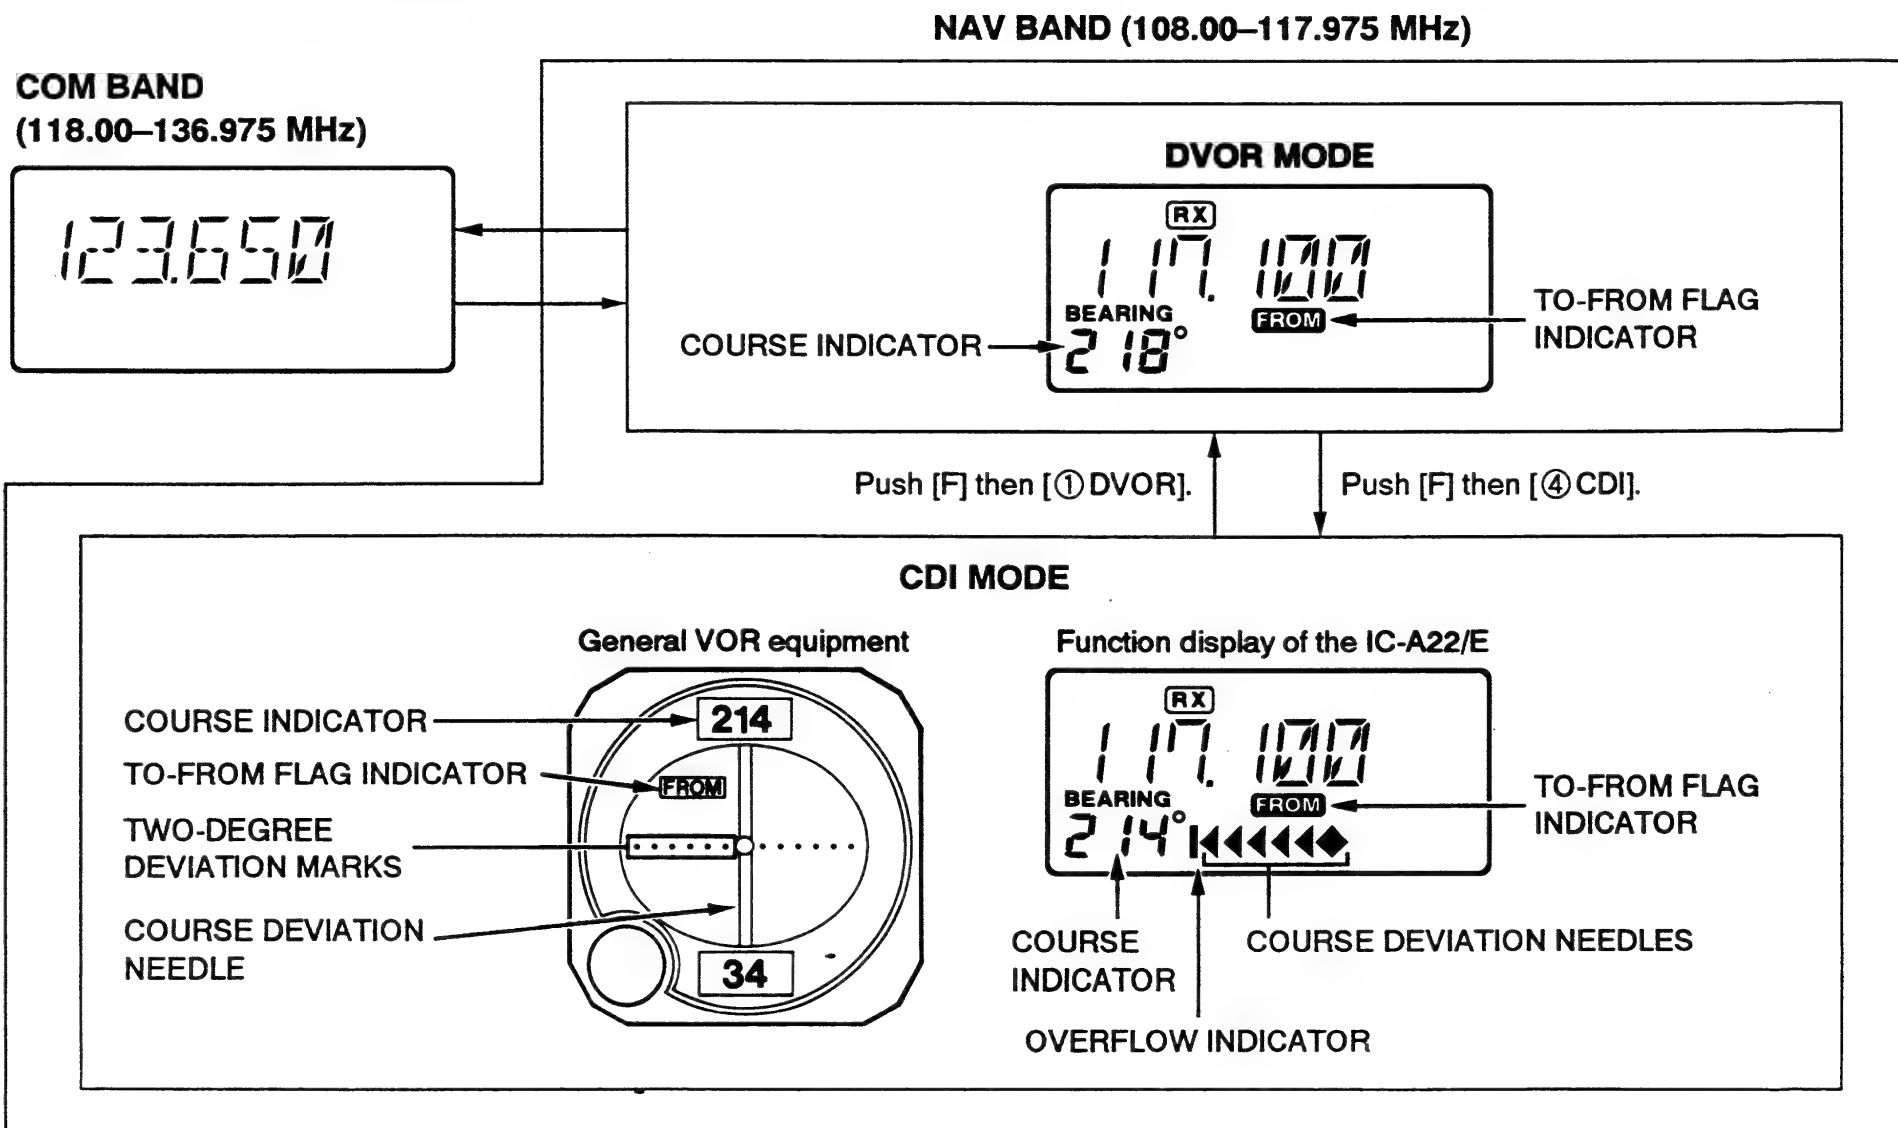 NAV BAND (108.00–117.975 MHz)
COM BAND
(118.00–136.975 MHz)
123.650
DVOR MODE
RX
117.100
BEARING
FROM
218°
COURSE INDICATOR
TO-FROM FLAG
INDICATOR
Push [F] then [① DVOR].
Push [F] then [④ CDI].
CDI MODE
General VOR equipment
COURSE INDICATOR
214
TO-FROM FLAG INDICATOR
FROM
TWO-DEGREE
DEVIATION MARKS
COURSE DEVIATION
NEEDLE
34
Function display of the IC-A22/E
RX
117.100
BEARING
FROM
214°
TO-FROM FLAG
INDICATOR
COURSE
INDICATOR
COURSE DEVIATION NEEDLES
OVERFLOW INDICATOR